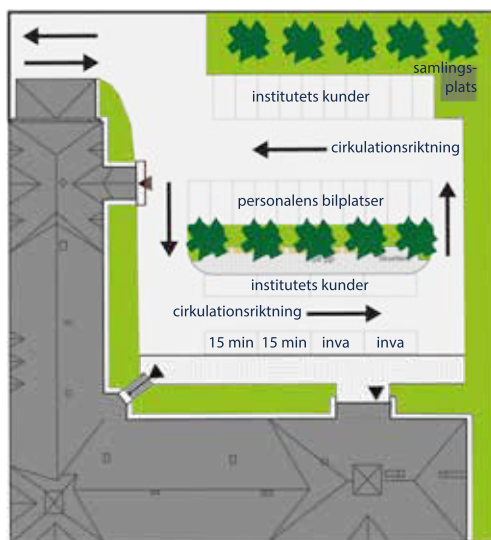 samlings-
plats
institutets kunder
cirkulationsriktning
personalens bilplatser
institutets kunder
cirkulationsriktning
15 min 15 min inva inva